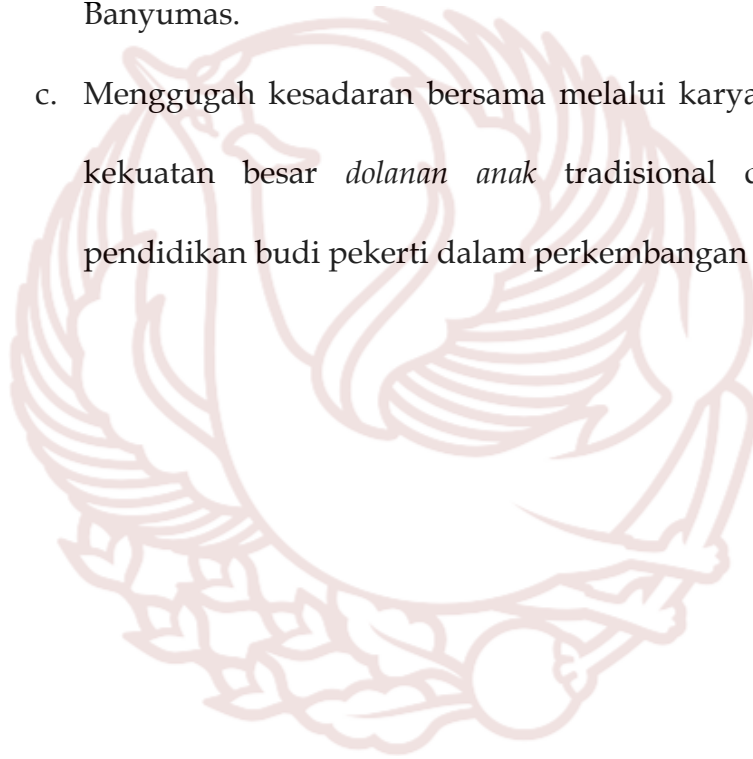 Banyumas.
c. Menggugah kesadaran bersama melalui karya
kekuatan besar dolanan anak tradisional
pendidikan budi pekerti dalam perkembangan